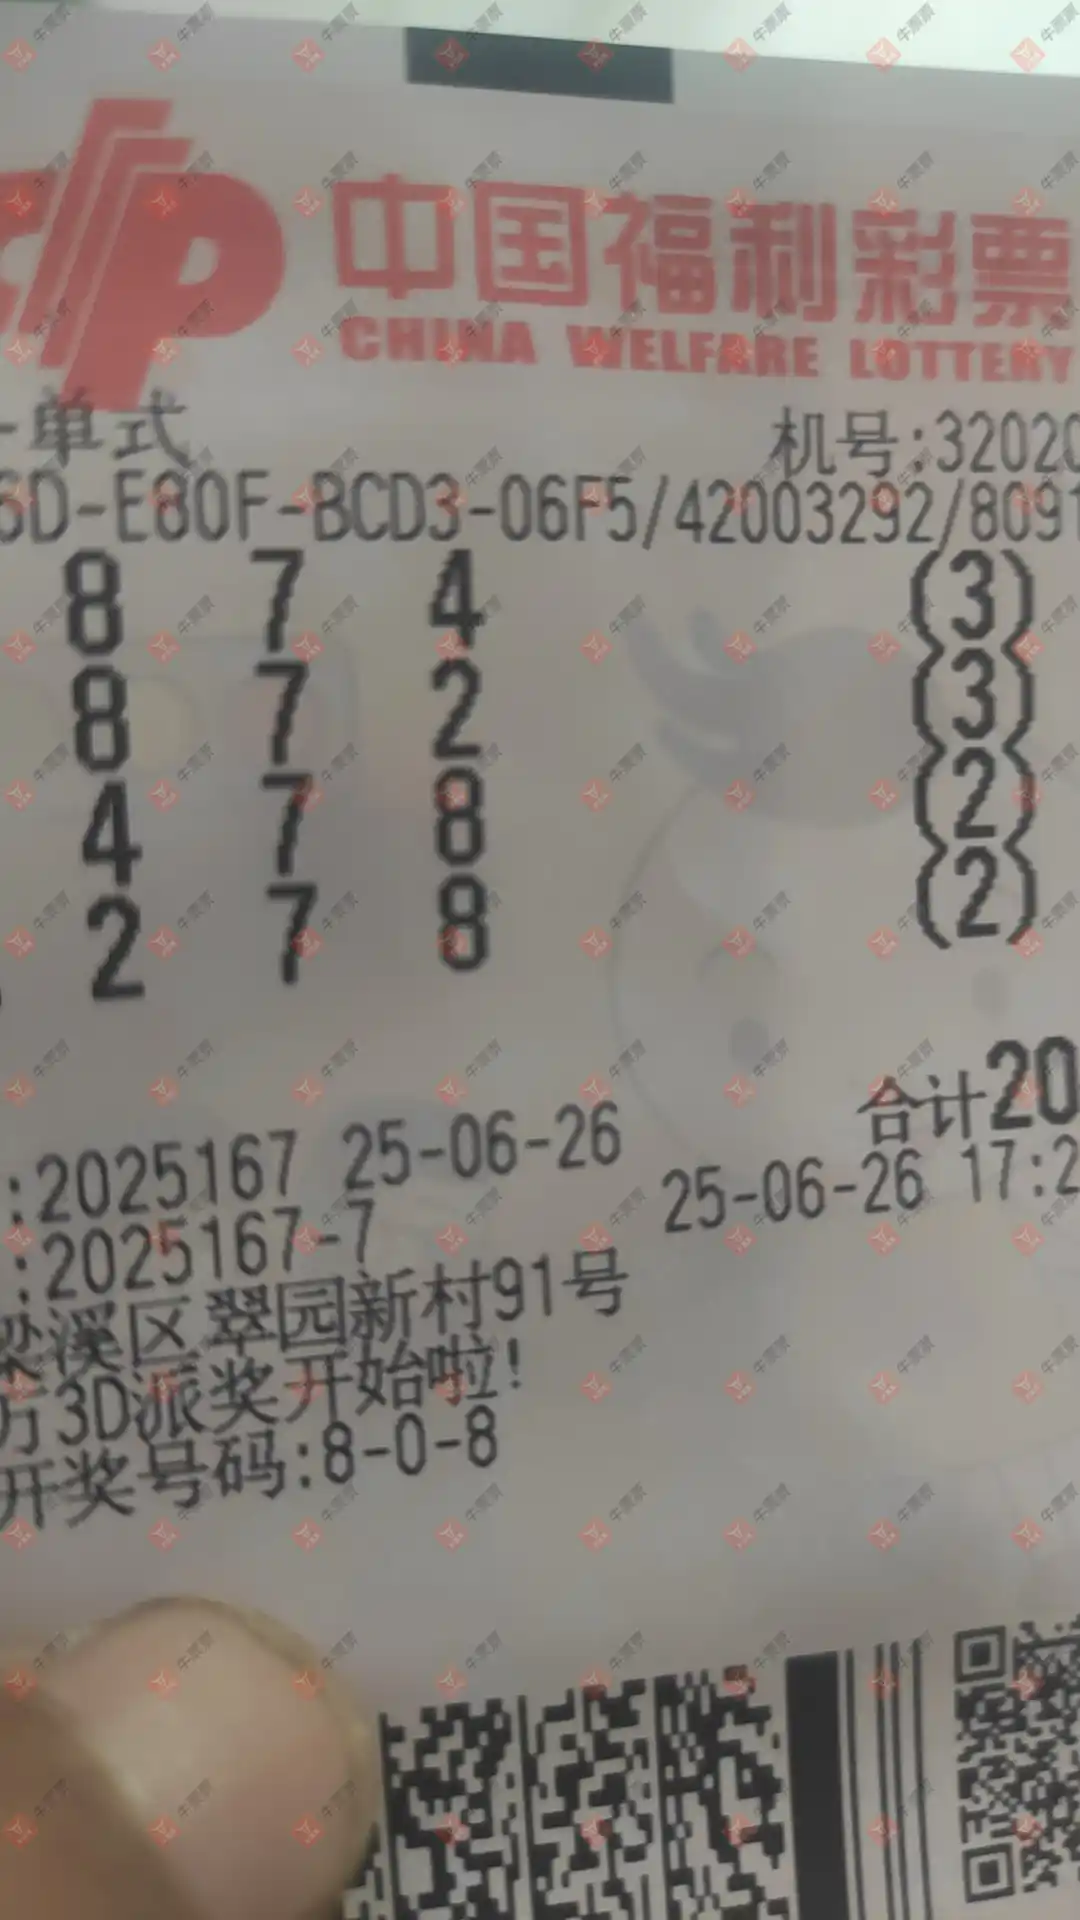 中国福利彩票
CHINA WELFARE LOTTERY
-单式 机号:32020
6D-E80F-BCD3-06F5/42003292/8091
8 7 4 (3)
8 7 2 (3)
4 7 8 (2)
2 7 8 (2)
合计20
:2025167 25-06-26 25-06-26 17:2
:2025167-7
梁溪区翠园新村91号
3D派奖开始啦!
开奖号码:8-0-8
牛票票